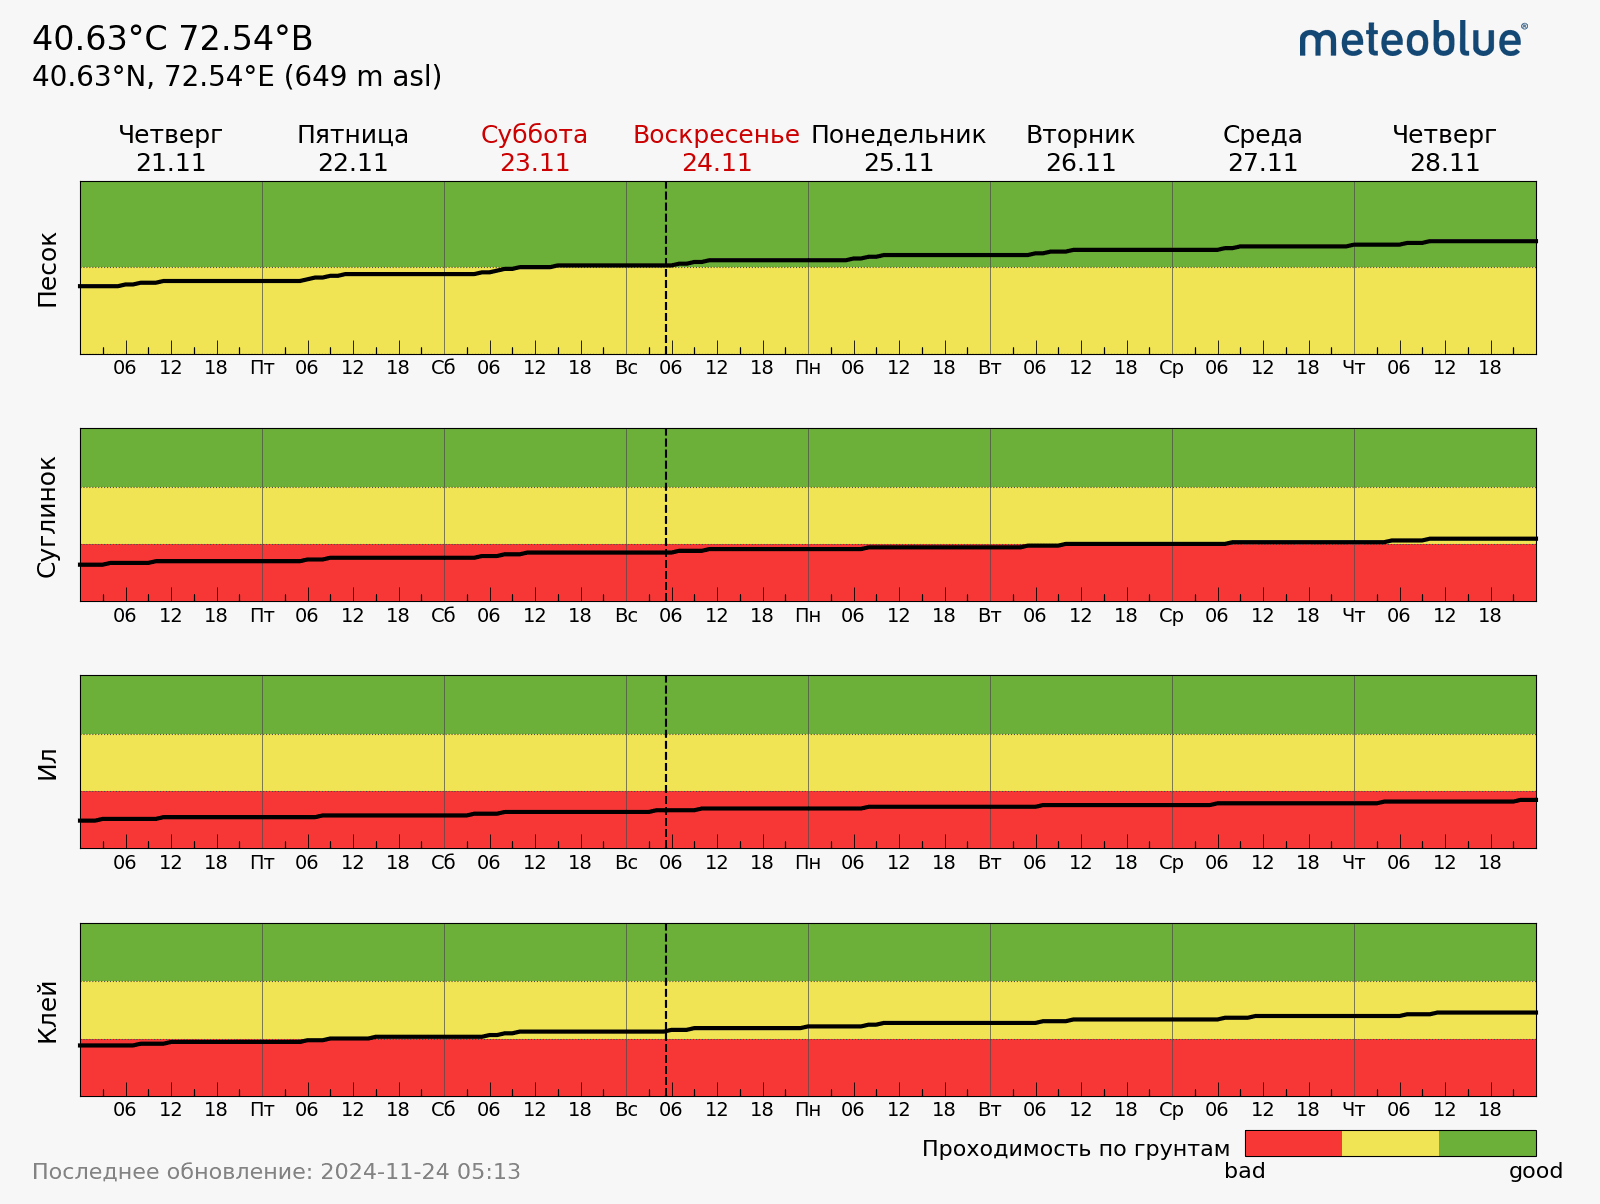 40.63°С 72.54°В
40.63°N, 72.54°E (649 m asl)
meteoblue®
Четверг Пятница Суббота Воскресенье Понедельник Вторник Среда Четверг
21.11 22.11 23.11 24.11 25.11 26.11 27.11 28.11
Песок
06 12 18 Пт 06 12 18 Сб 06 12 18 Вс 06 12 18 Пн 06 12 18 Вт 06 12 18 Ср 06 12 18 Чт 06 12 18
Суглинок
06 12 18 Пт 06 12 18 Сб 06 12 18 Вс 06 12 18 Пн 06 12 18 Вт 06 12 18 Ср 06 12 18 Чт 06 12 18
Ил
06 12 18 Пт 06 12 18 Сб 06 12 18 Вс 06 12 18 Пн 06 12 18 Вт 06 12 18 Ср 06 12 18 Чт 06 12 18
Клей
06 12 18 Пт 06 12 18 Сб 06 12 18 Вс 06 12 18 Пн 06 12 18 Вт 06 12 18 Ср 06 12 18 Чт 06 12 18
Проходимость по грунтам
bad good
Последнее обновление: 2024-11-24 05:13